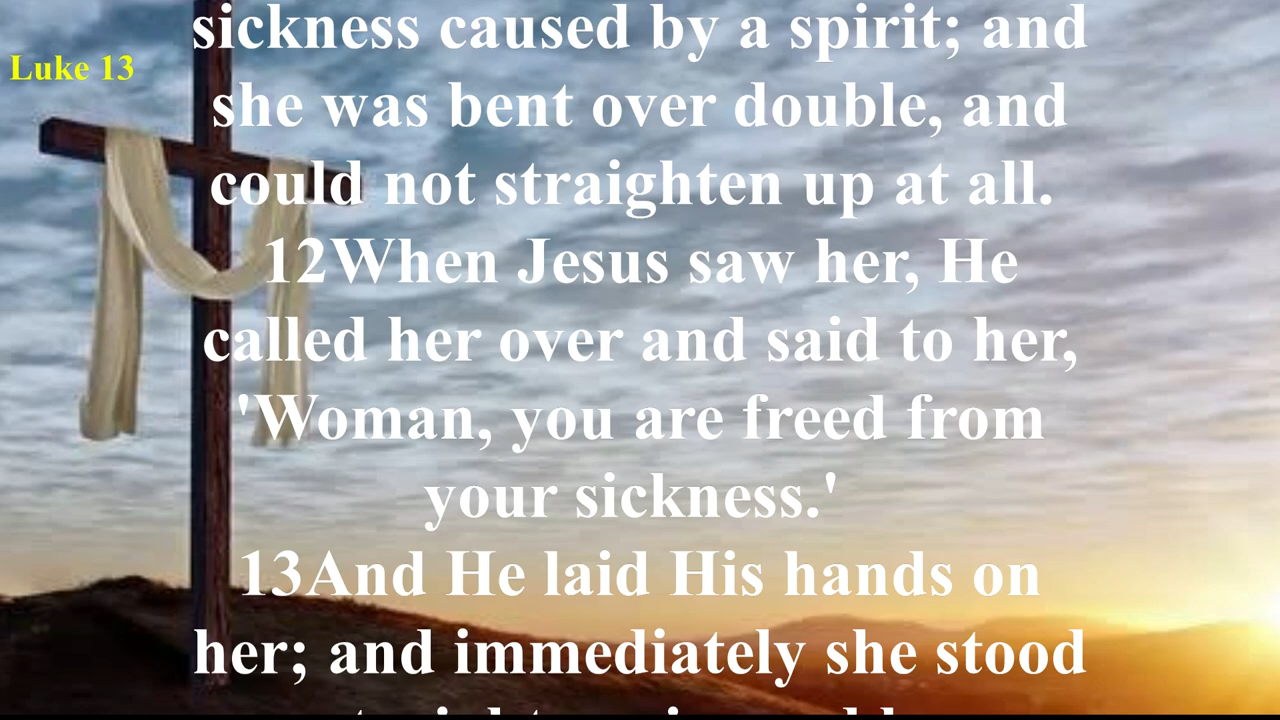 sickness caused by a spirit; and
Luke 13
she was bent over double, and
could not straighten up at all.
12When Jesus saw her, He
called her over and said to her,
'Woman, you are freed from
your sickness.'
13And He laid His hands on
her; and immediately she stood